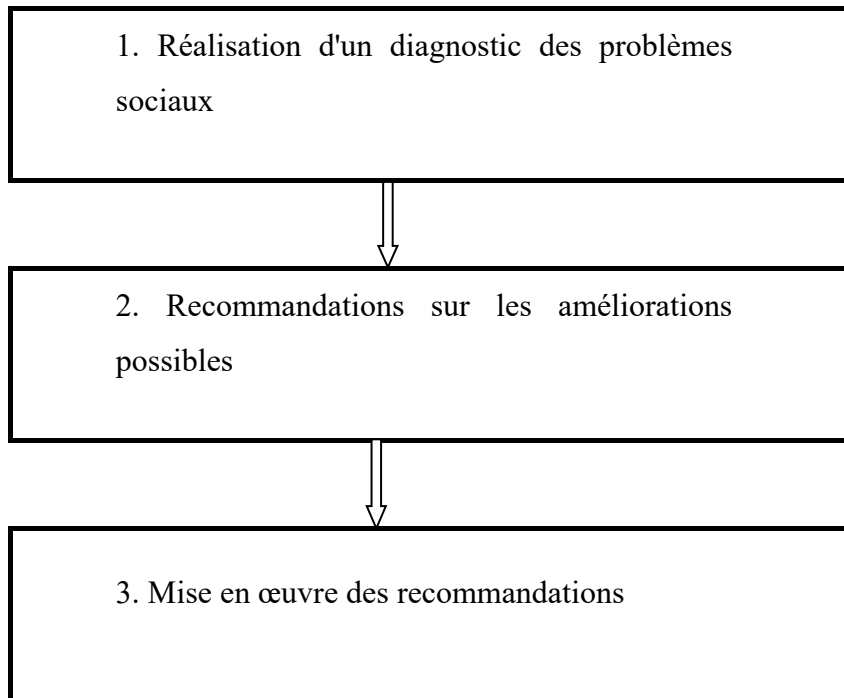 1. Réalisation d'un diagnostic des problèmes
sociaux
2. Recommandations sur les améliorations
possibles
3. Mise en œuvre des recommandations